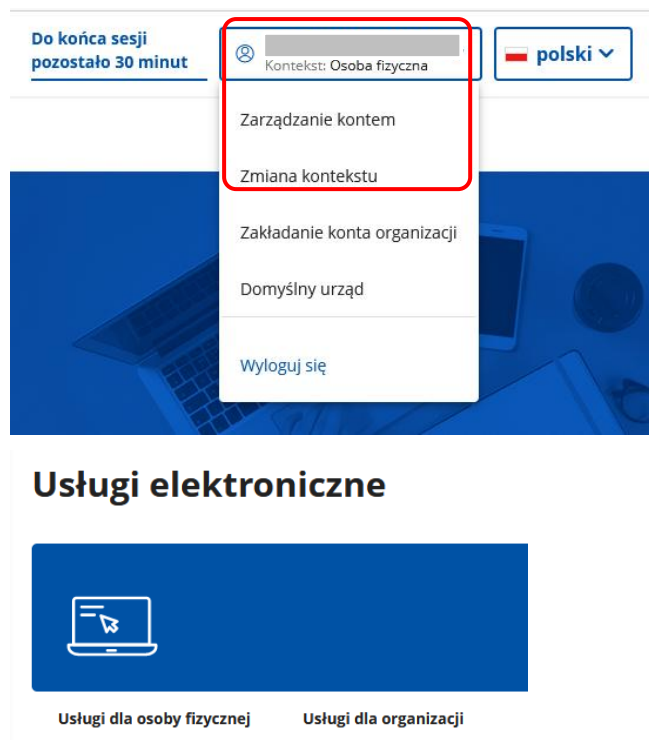 Do końca sesji
pozostało 30 minut
Kontekst: Osoba fizyczna
polski
Zarządzanie kontem
Zmiana kontekstu
Zakładanie konta organizacji
Domyślny urząd
Wyloguj się
Usługi elektroniczne
Usługi dla osoby fizycznej
Usługi dla organizacji